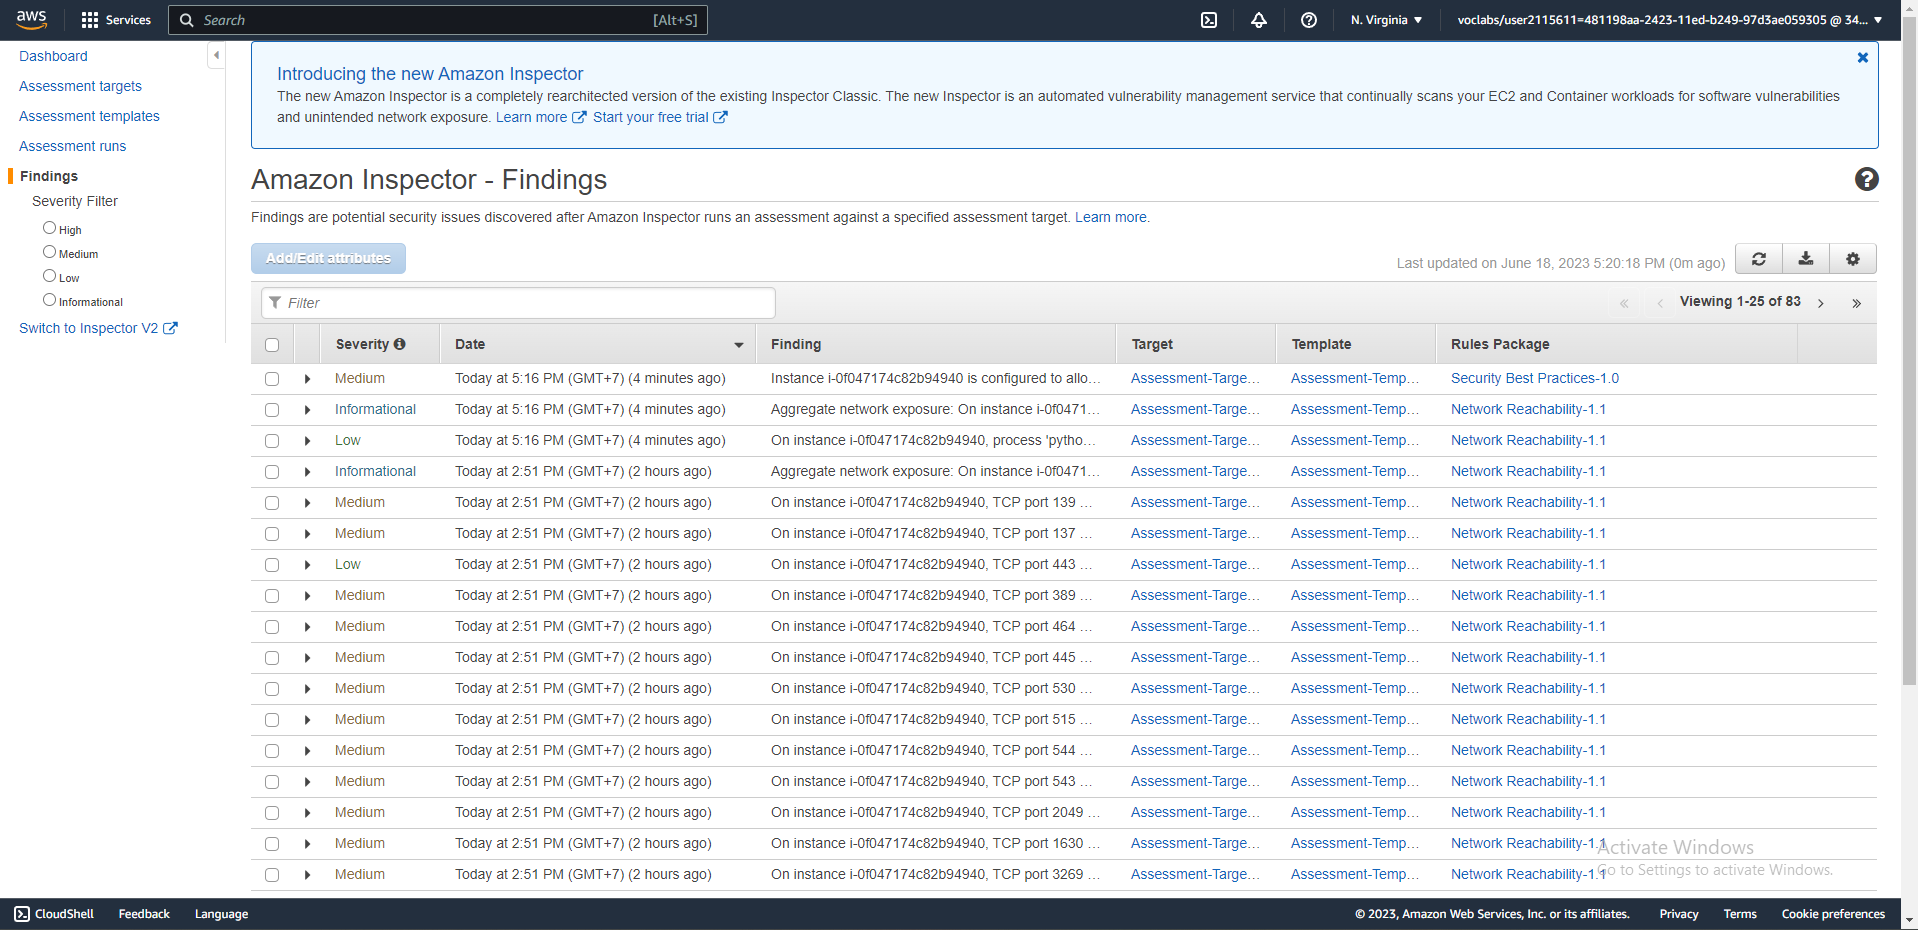 aws Services Search [Alt+S] N. Virginia ▼ voclabs/user2115611=481198aa-2423-11ed-b249-97d3ae059305 @ 34... ▼
Dashboard
Assessment targets
Assessment templates
Assessment runs
Findings
Severity Filter
High
Medium
Low
Informational
Switch to Inspector V2
Introducing the new Amazon Inspector
The new Amazon Inspector is a completely rearchitected version of the existing Inspector Classic. The new Inspector is an automated vulnerability management service that continually scans your EC2 and Container workloads for software vulnerabilities
and unintended network exposure. Learn more Start your free trial
Amazon Inspector - Findings
Findings are potential security issues discovered after Amazon Inspector runs an assessment against a specified assessment target. Learn more.
Add/Edit attributes
Last updated on June 18, 2023 5:20:18 PM (0m ago)
Filter
« ‹ Viewing 1-25 of 83 › »
Severity Date Finding Target Template Rules Package
Medium Today at 5:16 PM (GMT+7) (4 minutes ago) Instance i-0f047174c82b94940 is configured to allo... Assessment-Targe... Assessment-Temp... Security Best Practices-1.0
Informational Today at 5:16 PM (GMT+7) (4 minutes ago) Aggregate network exposure: On instance i-0f0471... Assessment-Targe... Assessment-Temp... Network Reachability-1.1
Low Today at 5:16 PM (GMT+7) (4 minutes ago) On instance i-0f047174c82b94940, process 'pytho... Assessment-Targe... Assessment-Temp... Network Reachability-1.1
Informational Today at 2:51 PM (GMT+7) (2 hours ago) Aggregate network exposure: On instance i-0f0471... Assessment-Targe... Assessment-Temp... Network Reachability-1.1
Medium Today at 2:51 PM (GMT+7) (2 hours ago) On instance i-0f047174c82b94940, TCP port 139 ... Assessment-Targe... Assessment-Temp... Network Reachability-1.1
Medium Today at 2:51 PM (GMT+7) (2 hours ago) On instance i-0f047174c82b94940, TCP port 137 ... Assessment-Targe... Assessment-Temp... Network Reachability-1.1
Low Today at 2:51 PM (GMT+7) (2 hours ago) On instance i-0f047174c82b94940, TCP port 443 ... Assessment-Targe... Assessment-Temp... Network Reachability-1.1
Medium Today at 2:51 PM (GMT+7) (2 hours ago) On instance i-0f047174c82b94940, TCP port 389 ... Assessment-Targe... Assessment-Temp... Network Reachability-1.1
Medium Today at 2:51 PM (GMT+7) (2 hours ago) On instance i-0f047174c82b94940, TCP port 464 ... Assessment-Targe... Assessment-Temp... Network Reachability-1.1
Medium Today at 2:51 PM (GMT+7) (2 hours ago) On instance i-0f047174c82b94940, TCP port 445 ... Assessment-Targe... Assessment-Temp... Network Reachability-1.1
Medium Today at 2:51 PM (GMT+7) (2 hours ago) On instance i-0f047174c82b94940, TCP port 530 ... Assessment-Targe... Assessment-Temp... Network Reachability-1.1
Medium Today at 2:51 PM (GMT+7) (2 hours ago) On instance i-0f047174c82b94940, TCP port 515 ... Assessment-Targe... Assessment-Temp... Network Reachability-1.1
Medium Today at 2:51 PM (GMT+7) (2 hours ago) On instance i-0f047174c82b94940, TCP port 544 ... Assessment-Targe... Assessment-Temp... Network Reachability-1.1
Medium Today at 2:51 PM (GMT+7) (2 hours ago) On instance i-0f047174c82b94940, TCP port 543 ... Assessment-Targe... Assessment-Temp... Network Reachability-1.1
Medium Today at 2:51 PM (GMT+7) (2 hours ago) On instance i-0f047174c82b94940, TCP port 2049 ... Assessment-Targe... Assessment-Temp... Network Reachability-1.1
Medium Today at 2:51 PM (GMT+7) (2 hours ago) On instance i-0f047174c82b94940, TCP port 1630 ... Assessment-Targe... Assessment-Temp... Network Reachability-1.1
Medium Today at 2:51 PM (GMT+7) (2 hours ago) On instance i-0f047174c82b94940, TCP port 3269 ... Assessment-Targe... Assessment-Temp... Network Reachability-1.1
Activate Windows
Go to Settings to activate Windows.
CloudShell Feedback Language © 2023, Amazon Web Services, Inc. or its affiliates. Privacy Terms Cookie preferences